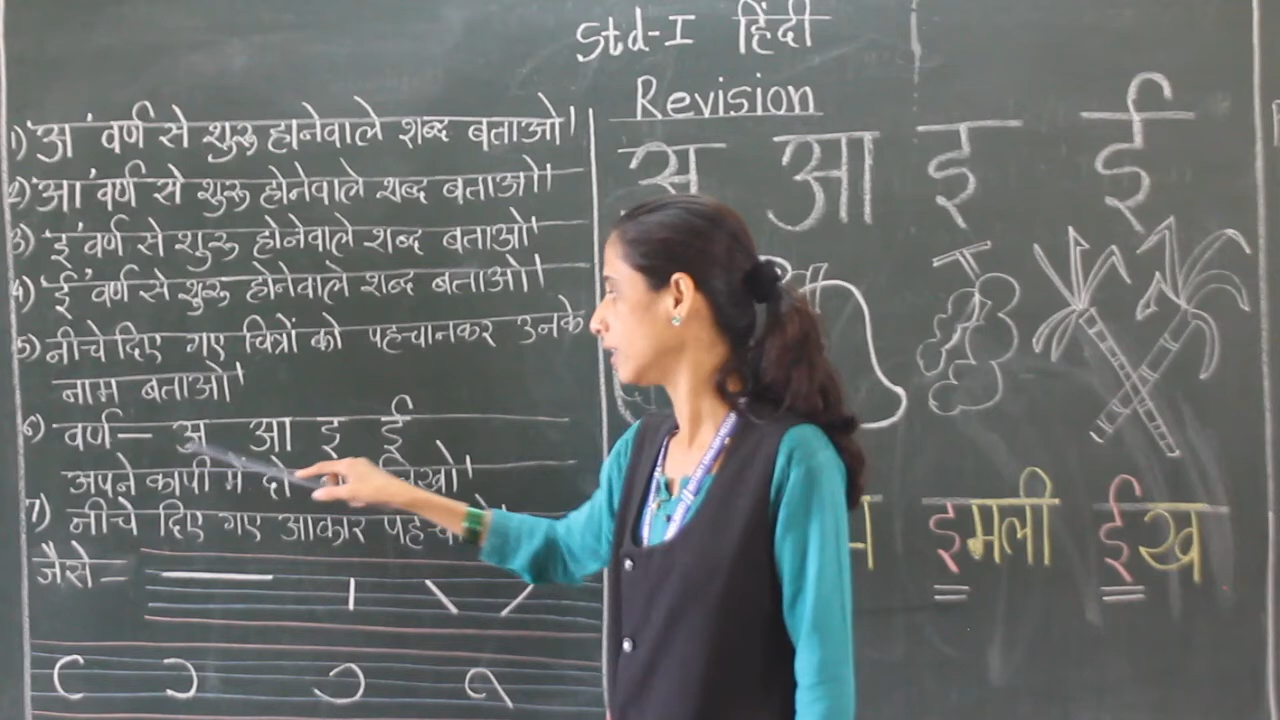 Std-I हिंदी
Revision
1) 'अ' वर्ण से शुरू होनेवाले शब्द बताओ।
2) 'आ' वर्ण से शुरू होनेवाले शब्द बताओ।
3) 'इ' वर्ण से शुरू होनेवाले शब्द बताओ।
4) 'ई' वर्ण से शुरू होनेवाले शब्द बताओ।
5) नीचे दिए गए चित्रों को पहचानकर उनके
नाम बताओ।
6) वर्ण — अ आ इ ई
अपने कापी में
7) नीचे दिए गए आकार
जैसे-
अ आ इ ई
इमली ईख